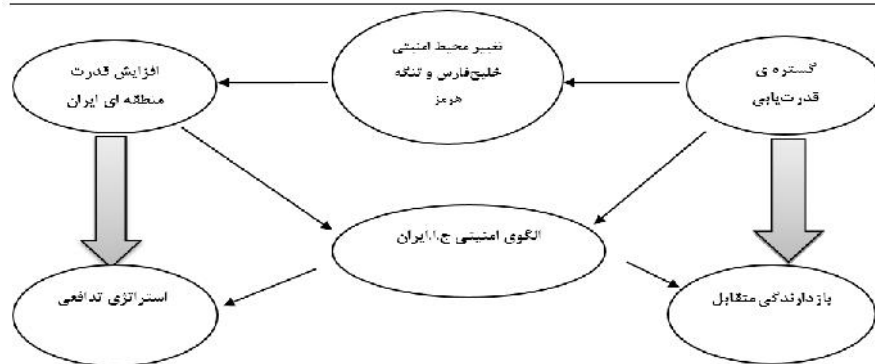 گستره ی
قدرت‌یابی
تغییر محیط امنیتی
خلیج‌فارس و تنگه
هرمز
افزایش قدرت
منطقه ای ایران
الگوی امنیتی ج.ا.ایران
بازدارندگی متقابل
استراتژی تدافعی